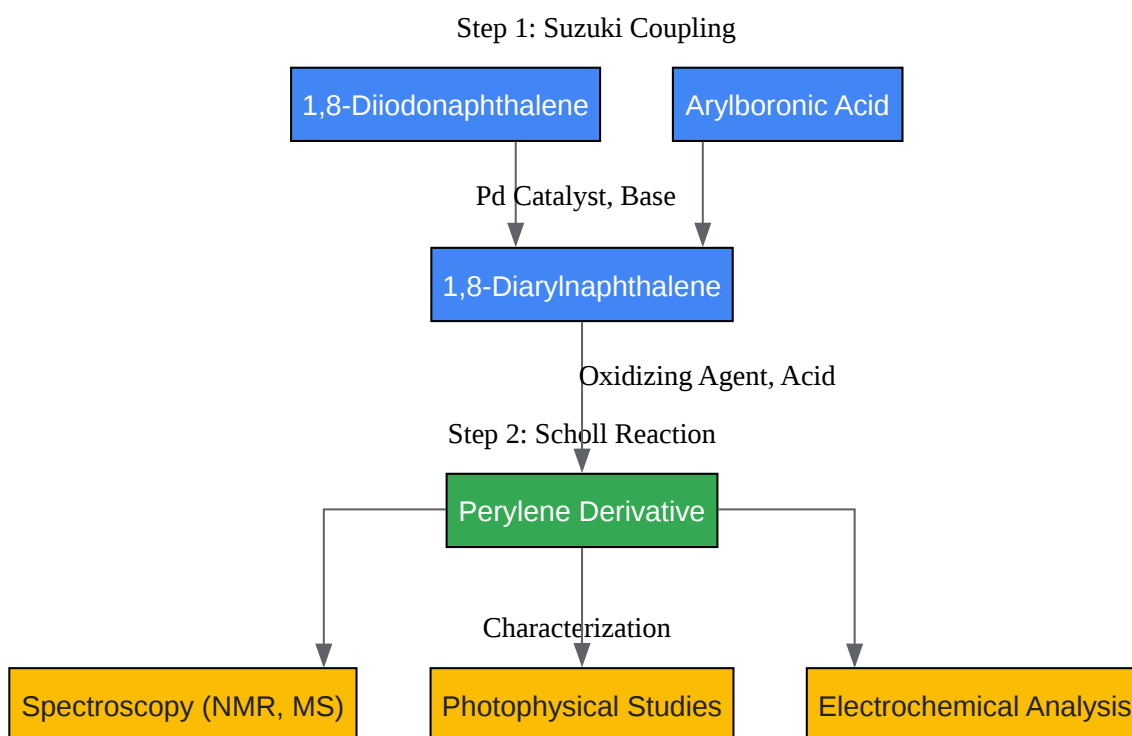 Step 1: Suzuki Coupling
1,8-Diiodonaphthalene
Arylboronic Acid
Pd Catalyst, Base
1,8-Diarylnaphthalene
Oxidizing Agent, Acid
Step 2: Scholl Reaction
Perylene Derivative
Characterization
Spectroscopy (NMR, MS)
Photophysical Studies
Electrochemical Analysis